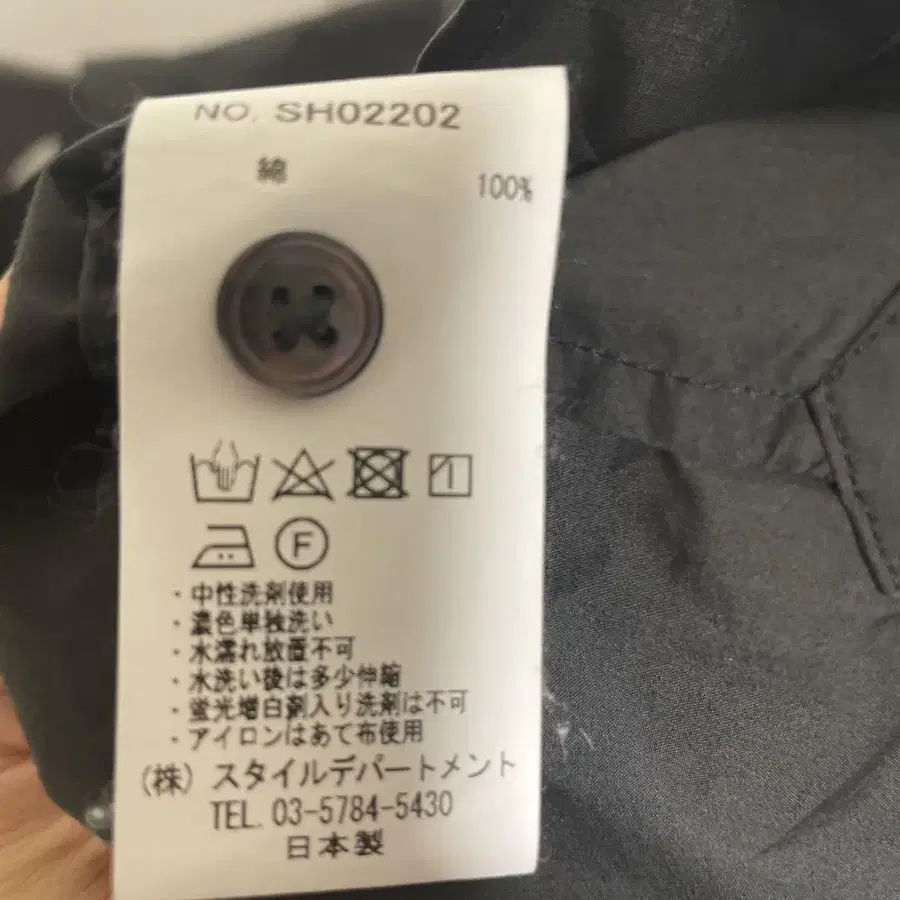 NO. SH02202
綿 100%
F
・中性洗剤使用
・濃色単独洗い
・水濡れ放置不可
・水洗い後は多少伸縮
・蛍光増白剤入り洗剤は不可
・アイロンはあて布使用
(株) スタイルデパートメント
TEL. 03-5784-5430
日本製